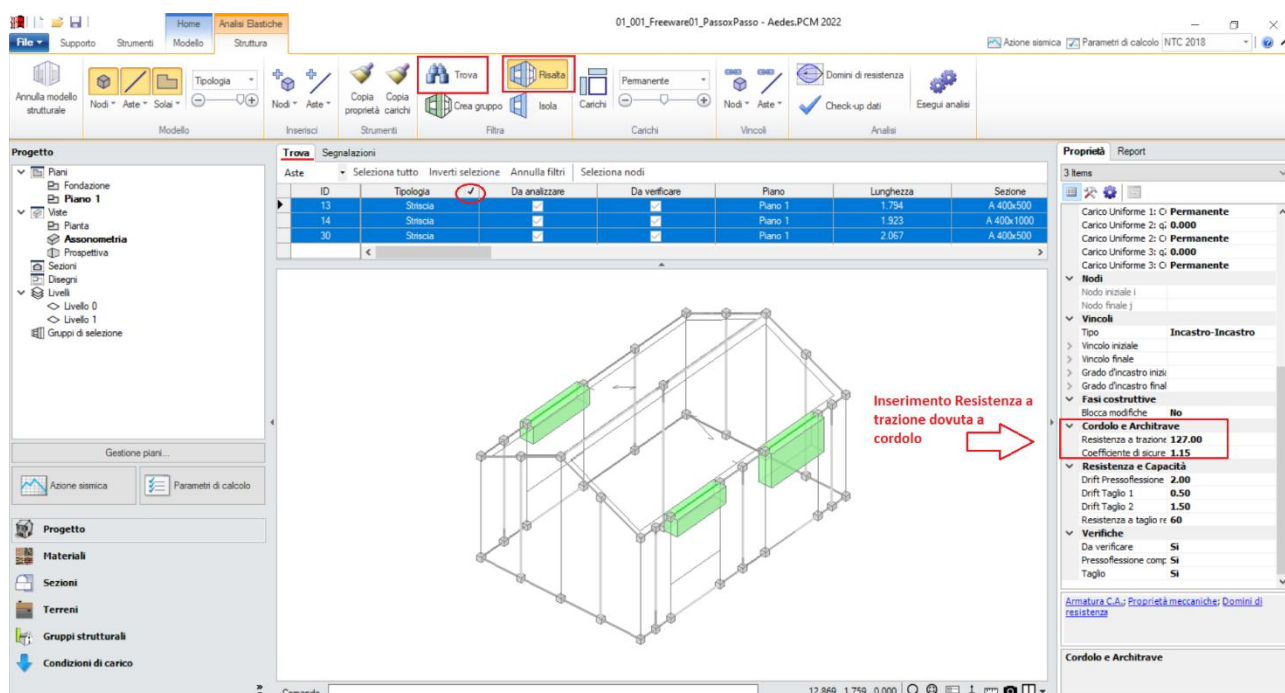 01_001_Freeware01_PassoxPasso - Aedes.PCM 2022
Home
Analisi Elastiche
File
Supporto
Strumenti
Modello
Struttura
Azione sismica
Parametri di calcolo
NTC 2018
Annulla modello
strutturale
Nodi
Aste
Solai
Tipologia
Modello
Nodi
Aste
Inserisci
Copia
proprietà
Copia
carichi
Strumenti
Trova
Crea gruppo
Risalta
Isola
Filtra
Carichi
Permanente
Carichi
Nodi
Aste
Vincoli
Domini di resistenza
Check-up dati
Esegui analisi
Analisi
Progetto
Piani
Fondazione
Piano 1
Viste
Pianta
Assonometria
Prospettiva
Sezioni
Disegni
Livelli
Livello 0
Livello 1
Gruppi di selezione
Gestione piani...
Azione sismica
Parametri di calcolo
Progetto
Materiali
Sezioni
Terreni
Gruppi strutturali
Condizioni di carico
Trova
Segnalazioni
Aste
Seleziona tutto
Inverti selezione
Annulla filtri
Seleziona nodi
ID Tipologia Da analizzare Da verificare Piano Lunghezza Sezione
13 Striscia Piano 1 1.794 A 400x500
14 Striscia Piano 1 1.923 A 400x1000
30 Striscia Piano 1 2.067 A 400x500
Inserimento Resistenza a
trazione dovuta a
cordolo
Comando
12.869 1.759 0.000
Proprietà
Report
3 Items
Carico Uniforme 1: C Permanente
Carico Uniforme 2: q 0.000
Carico Uniforme 2: C Permanente
Carico Uniforme 3: q 0.000
Carico Uniforme 3: C Permanente
Nodi
Nodo iniziale i
Nodo finale j
Vincoli
Tipo Incastro-Incastro
Vincolo iniziale
Vincolo finale
Grado d'incastro inizia
Grado d'incastro final
Fasi costruttive
Blocca modifiche No
Cordolo e Architrave
Resistenza a trazione 127.00
Coefficiente di sicure 1.15
Resistenza e Capacità
Drift Pressoflessione 2.00
Drift Taglio 1 0.50
Drift Taglio 2 1.50
Resistenza a taglio re 60
Verifiche
Da verificare Sì
Pressoflessione comp Sì
Taglio Sì
Armatura C.A.; Proprietà meccaniche; Domini di
resistenza
Cordolo e Architrave